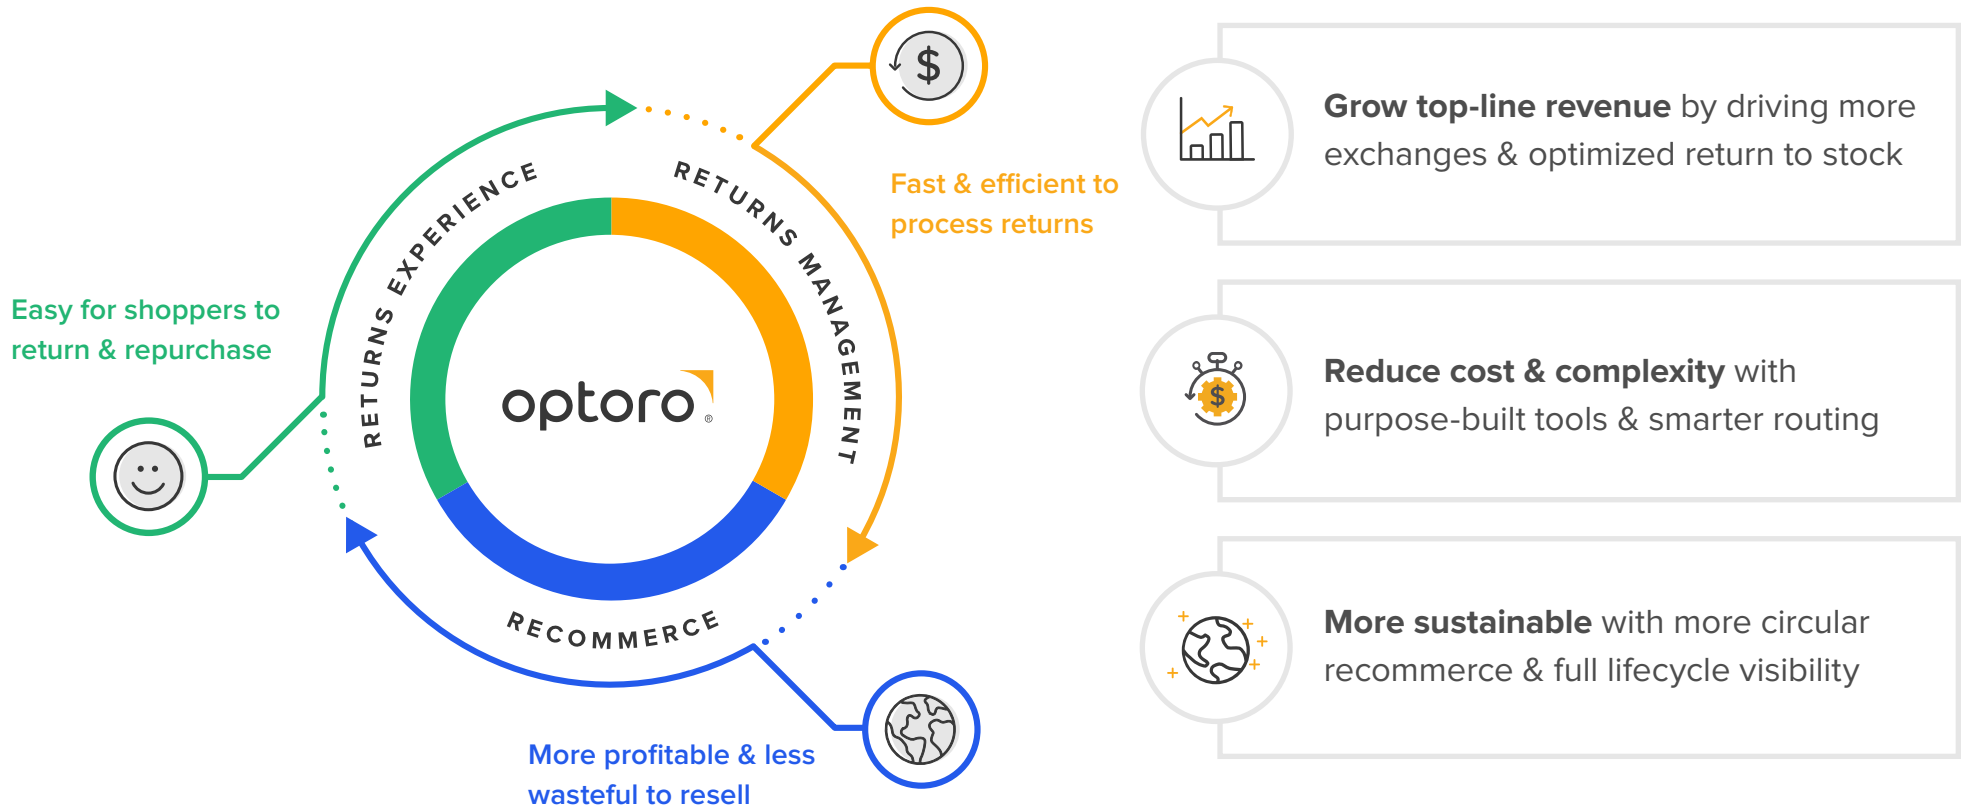 RETURNS EXPERIENCE
RETURNS MANAGEMENT
RECOMMERCE
optoro®
Easy for shoppers to
return & repurchase
$
Fast & efficient to
process returns
More profitable & less
wasteful to resell
Grow top-line revenue by driving more
exchanges & optimized return to stock
$
Reduce cost & complexity with
purpose-built tools & smarter routing
More sustainable with more circular
recommerce & full lifecycle visibility